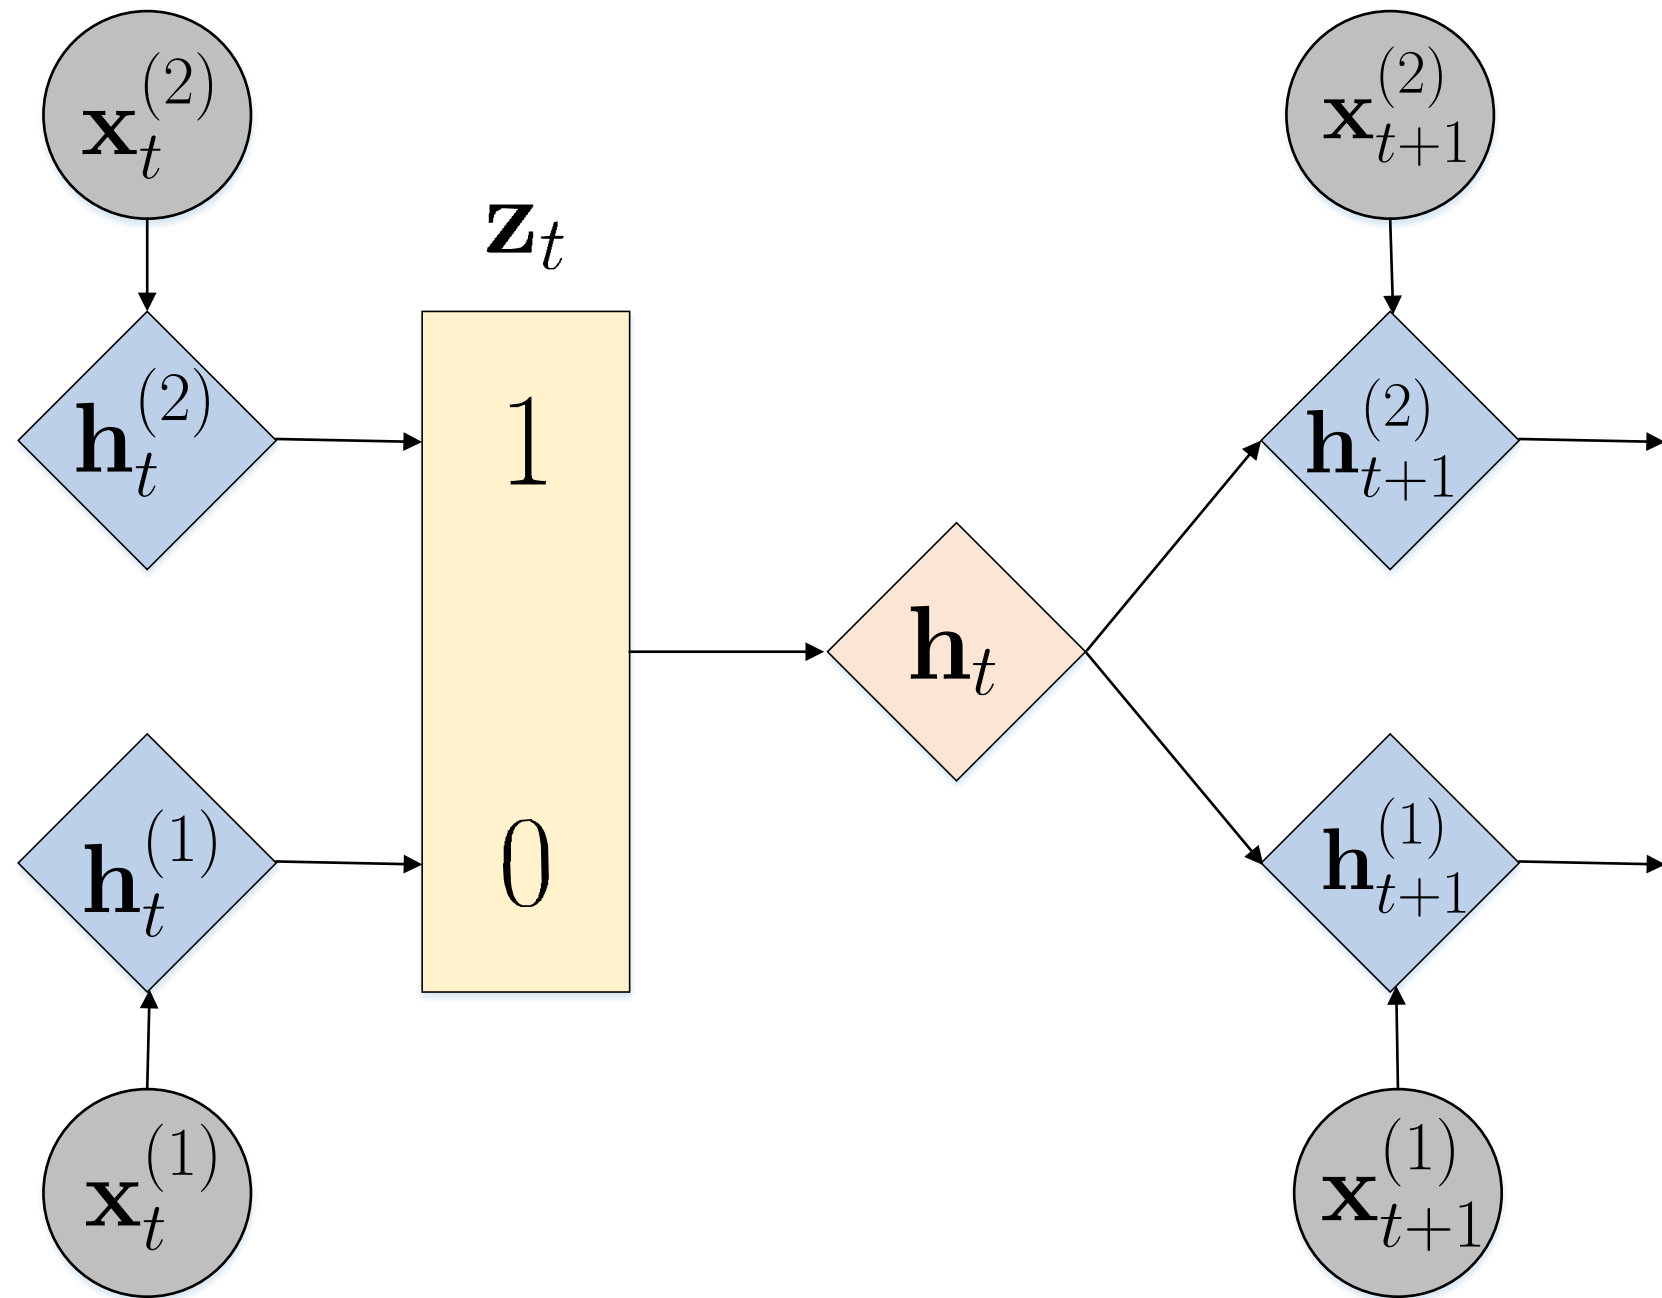 x_t^{(2)}
x_{t+1}^{(2)}
z_t
h_t^{(2)}
1
h_{t+1}^{(2)}
h_t
h_t^{(1)}
0
h_{t+1}^{(1)}
x_t^{(1)}
x_{t+1}^{(1)}